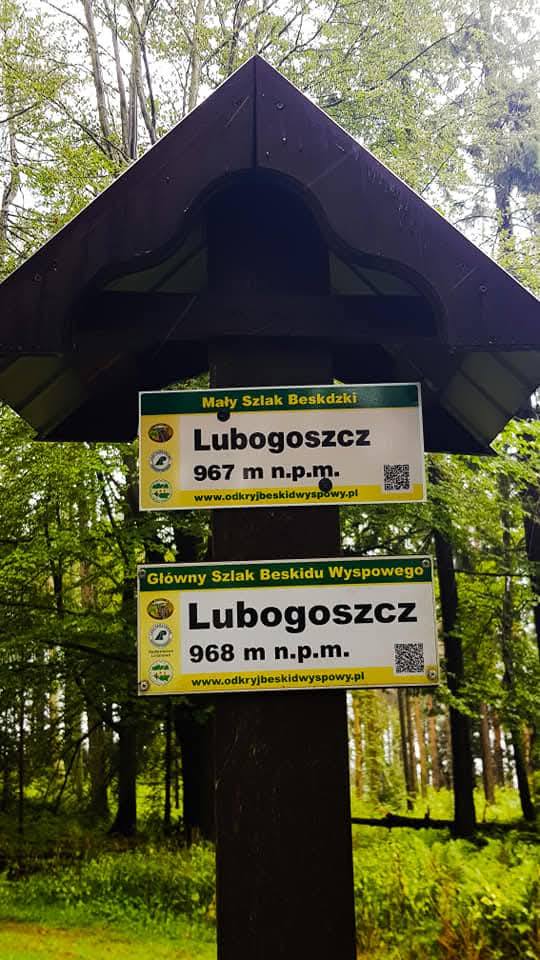 Mały Szlak Beskdzki
Lubogoszcz
967 m n.p.m.
www.odkryjbeskidwyspowy.pl
Główny Szlak Beskidu Wyspowego
Lubogoszcz
968 m n.p.m.
www.odkryjbeskidwyspowy.pl